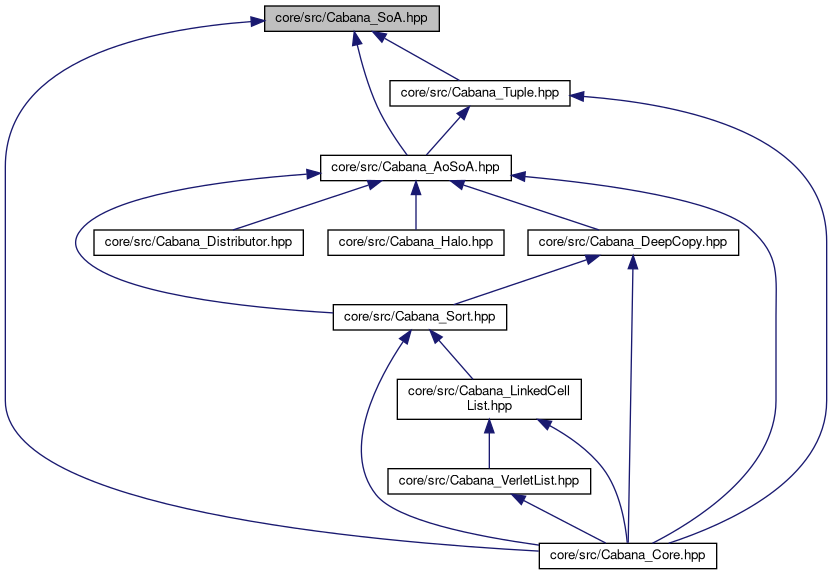 core/src/Cabana_SoA.hpp
core/src/Cabana_Tuple.hpp
core/src/Cabana_AoSoA.hpp
core/src/Cabana_Distributor.hpp
core/src/Cabana_Halo.hpp
core/src/Cabana_DeepCopy.hpp
core/src/Cabana_Sort.hpp
core/src/Cabana_LinkedCell
List.hpp
core/src/Cabana_VerletList.hpp
core/src/Cabana_Core.hpp